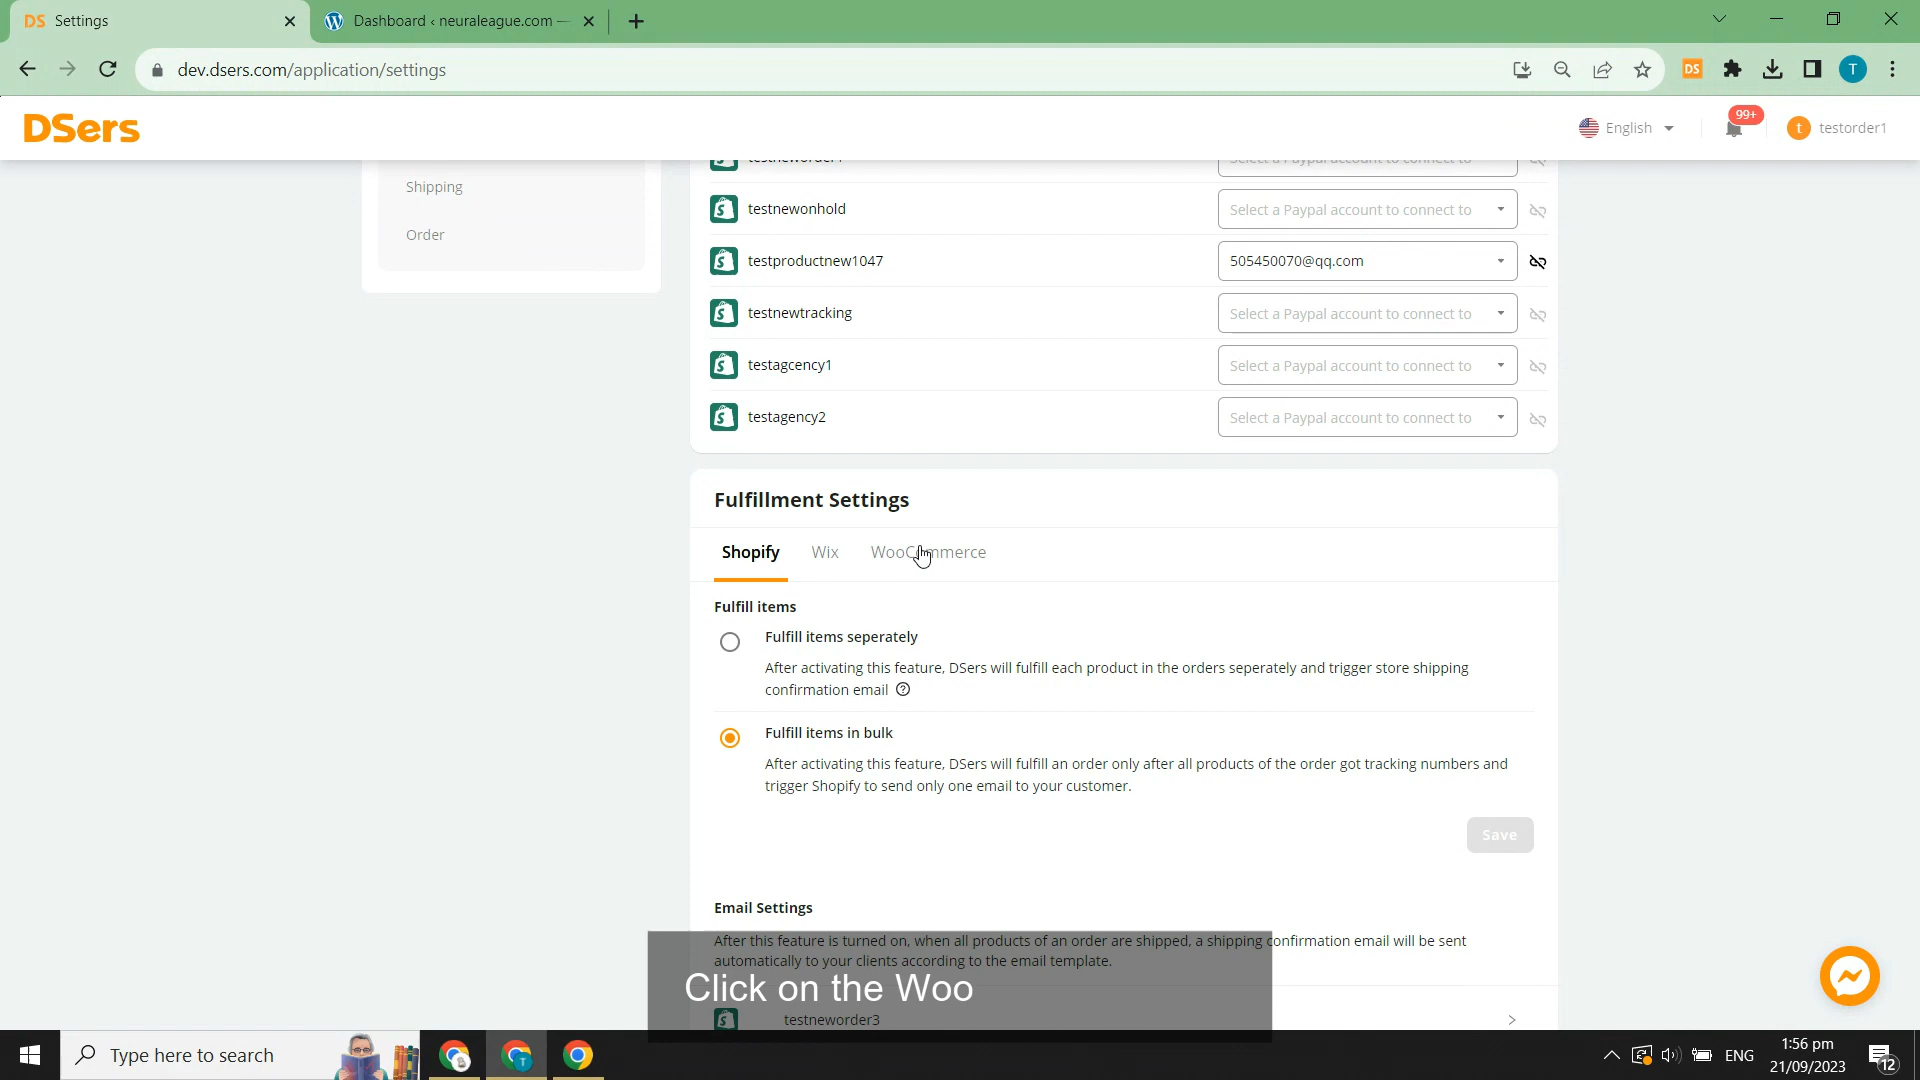 DS Settings
Dashboard ‹ neuraleague.com —
dev.dsers.com/application/settings
DS
T
DSers
English
99+
t testorder1
Shipping
Order
testnewonhold
Select a Paypal account to connect to
testproductnew1047
505450070@qq.com
testnewtracking
Select a Paypal account to connect to
testagcency1
Select a Paypal account to connect to
testagency2
Select a Paypal account to connect to
Fulfillment Settings
Shopify Wix WooCommerce
Fulfill items
Fulfill items seperately
After activating this feature, DSers will fulfill each product in the orders seperately and trigger store shipping
confirmation email
Fulfill items in bulk
After activating this feature, DSers will fulfill an order only after all products of the order got tracking numbers and
trigger Shopify to send only one email to your customer.
Save
Email Settings
After this feature is turned on, when all products of an order are shipped, a shipping confirmation email will be sent
automatically to your clients according to the email template.
Click on the Woo
testneworder3
Type here to search
T
ENG
1:56 pm
21/09/2023
12